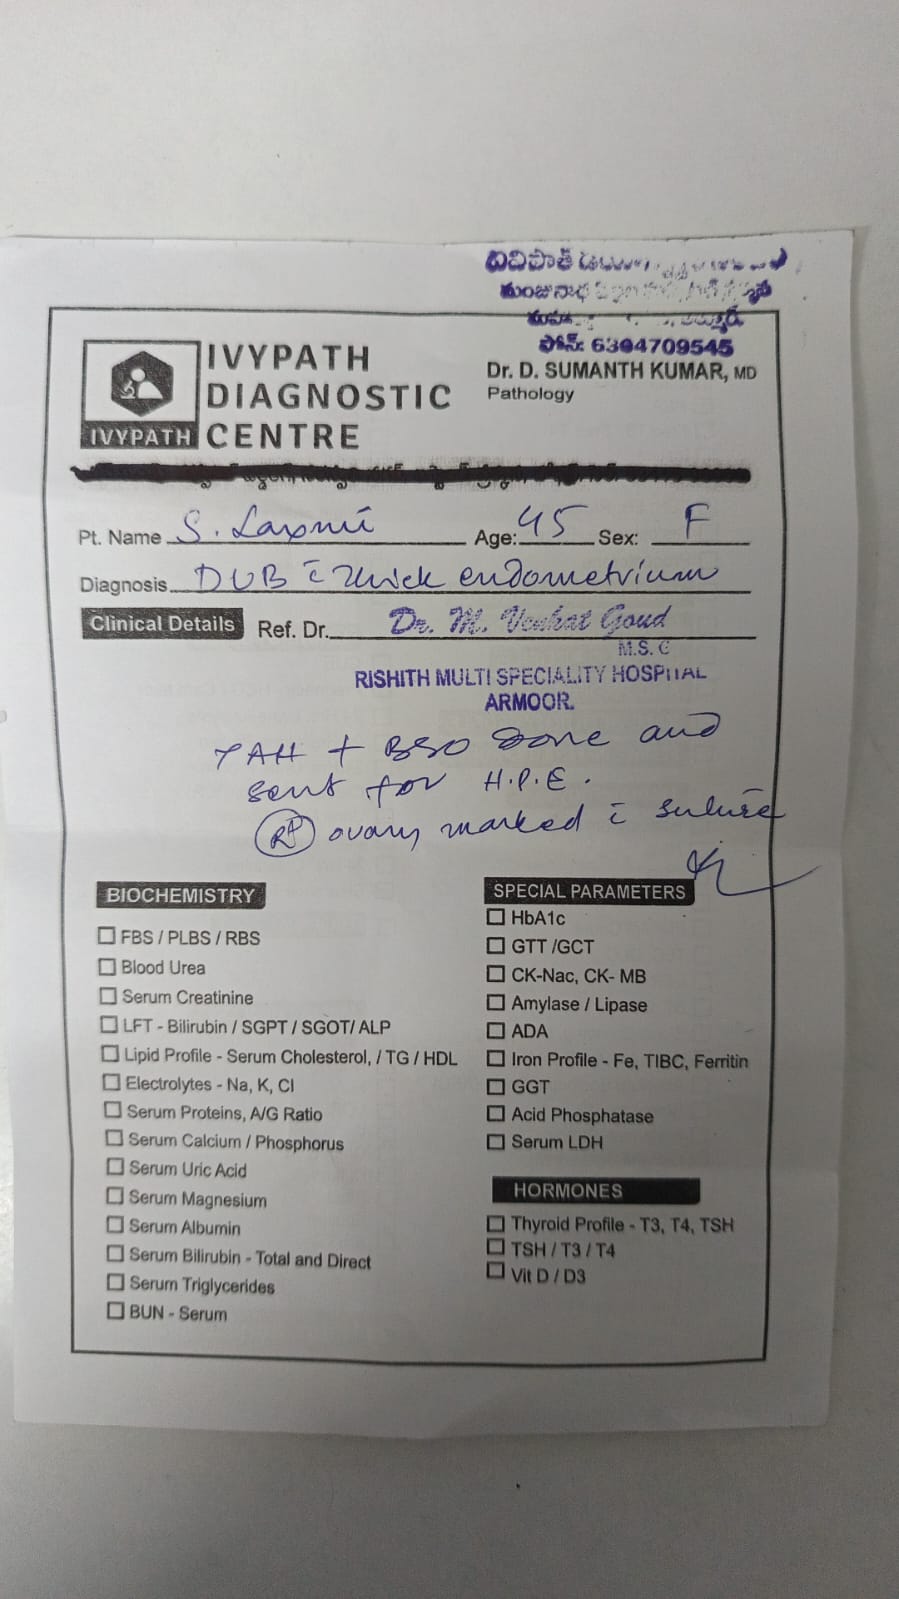 దివిపాత
మంజునాథ
ఫోన్: 6304709545
IVYPATH
DIAGNOSTIC
CENTRE
IVYPATH
Dr. D. SUMANTH KUMAR, MD
Pathology
Pt. Name S. Laxmi Age: 45 Sex: F
Diagnosis DUB c̄ thick endometrium
Clinical Details Ref. Dr. Dr. M. Venkat Goud
M.S.
RISHITH MULTI SPECIALITY HOSPITAL
ARMOOR.
TAH + BSO done and
sent for H.P.E.
Rt ovary marked c̄ suture
BIOCHEMISTRY
FBS / PLBS / RBS
Blood Urea
Serum Creatinine
LFT - Bilirubin / SGPT / SGOT/ ALP
Lipid Profile - Serum Cholesterol, / TG / HDL
Electrolytes - Na, K, Cl
Serum Proteins, A/G Ratio
Serum Calcium / Phosphorus
Serum Uric Acid
Serum Magnesium
Serum Albumin
Serum Bilirubin - Total and Direct
Serum Triglycerides
BUN - Serum
SPECIAL PARAMETERS
HbA1c
GTT /GCT
CK-Nac, CK- MB
Amylase / Lipase
ADA
Iron Profile - Fe, TIBC, Ferritin
GGT
Acid Phosphatase
Serum LDH
HORMONES
Thyroid Profile - T3, T4, TSH
TSH / T3 / T4
Vit D / D3